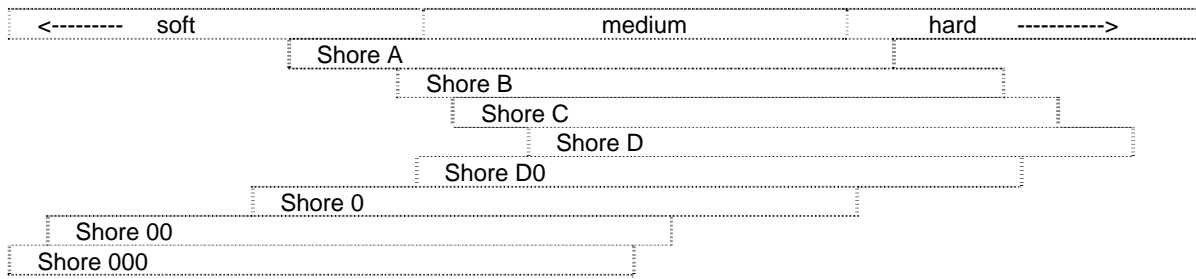 <--------- soft medium hard ----------->
Shore A
Shore B
Shore C
Shore D
Shore D0
Shore 0
Shore 00
Shore 000